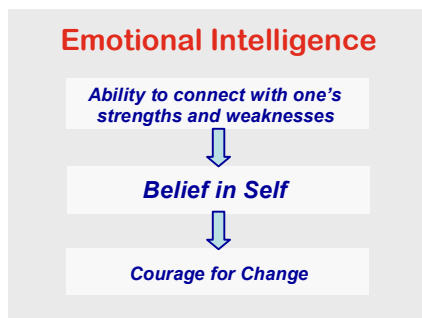 Emotional Intelligence
Ability to connect with one's
strengths and weaknesses
Belief in Self
Courage for Change